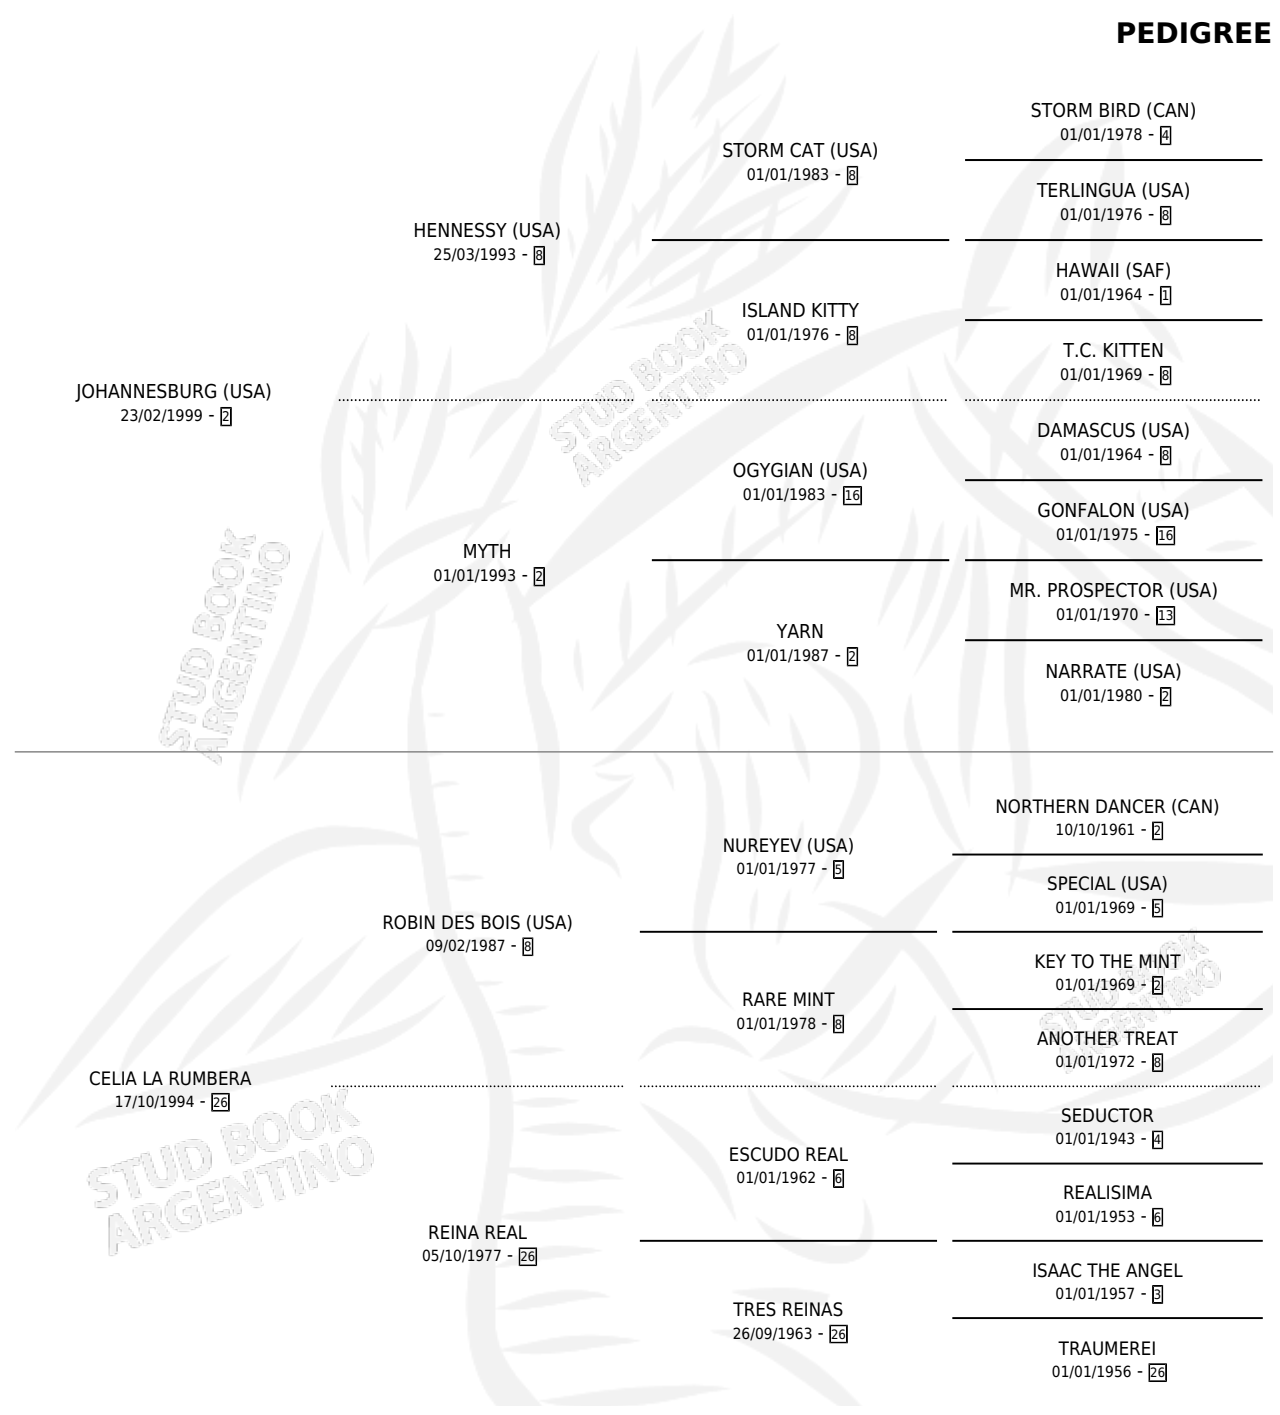 PEDIGREE
STORM BIRD (CAN)
01/01/1978 - 4
STORM CAT (USA)
01/01/1983 - 8
TERLINGUA (USA)
01/01/1976 - 8
HENNESSY (USA)
25/03/1993 - 8
HAWAII (SAF)
01/01/1964 - 1
ISLAND KITTY
01/01/1976 - 8
T.C. KITTEN
01/01/1969 - 8
JOHANNESBURG (USA)
23/02/1999 - 2
DAMASCUS (USA)
01/01/1964 - 8
OGYGIAN (USA)
01/01/1983 - 16
GONFALON (USA)
01/01/1975 - 16
MYTH
01/01/1993 - 2
MR. PROSPECTOR (USA)
01/01/1970 - 13
YARN
01/01/1987 - 2
NARRATE (USA)
01/01/1980 - 2
NORTHERN DANCER (CAN)
10/10/1961 - 2
NUREYEV (USA)
01/01/1977 - 5
SPECIAL (USA)
01/01/1969 - 5
ROBIN DES BOIS (USA)
09/02/1987 - 8
KEY TO THE MINT
01/01/1969 - 2
RARE MINT
01/01/1978 - 8
ANOTHER TREAT
01/01/1972 - 8
CELIA LA RUMBERA
17/10/1994 - 26
SEDUCTOR
01/01/1943 - 4
ESCUDO REAL
01/01/1962 - 6
REALISIMA
01/01/1953 - 6
REINA REAL
05/10/1977 - 26
ISAAC THE ANGEL
01/01/1957 - 3
TRES REINAS
26/09/1963 - 26
TRAUMEREI
01/01/1956 - 26
STUD BOOK
ARGENTINO
STUD BOOK
ARGENTINO
STUD BOOK
ARGENTINO
STUD BOOK
ARGENTINO